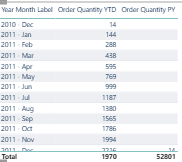 Year Month Label Order Quantity YTD Order Quantity PY
2010 - Dec 14
2011 - Jan 144
2011 - Feb 288
2011 - Mar 438
2011 - Apr 595
2011 - May 769
2011 - Jun 999
2011 - Jul 1187
2011 - Aug 1380
2011 - Sep 1565
2011 - Oct 1786
2011 - Nov 1994
2011 - Dec 2216 14
Total 1970 52801